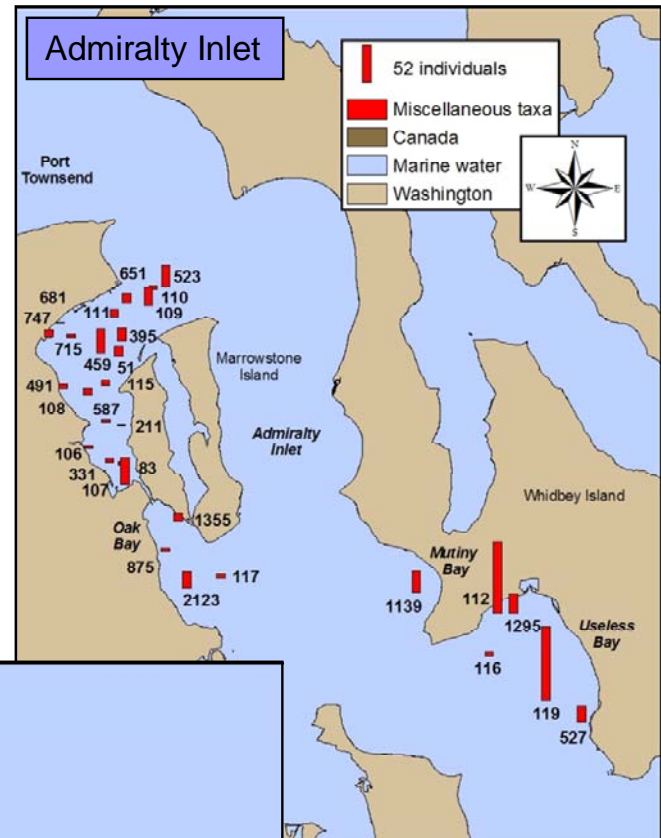 Admiralty Inlet
52 individuals
Miscellaneous taxa
Canada
Marine water
Washington
N
W
E
S
Port
Townsend
651
523
110
109
681
111
747
715
395
459
51
Marrowstone
Island
115
491
108
587
211
Admiralty
Inlet
106
331
83
107
Whidbey Island
1355
Oak
Bay
875
117
2123
1139
Mutiny
Bay
112
1295
Useless
Bay
116
119
527